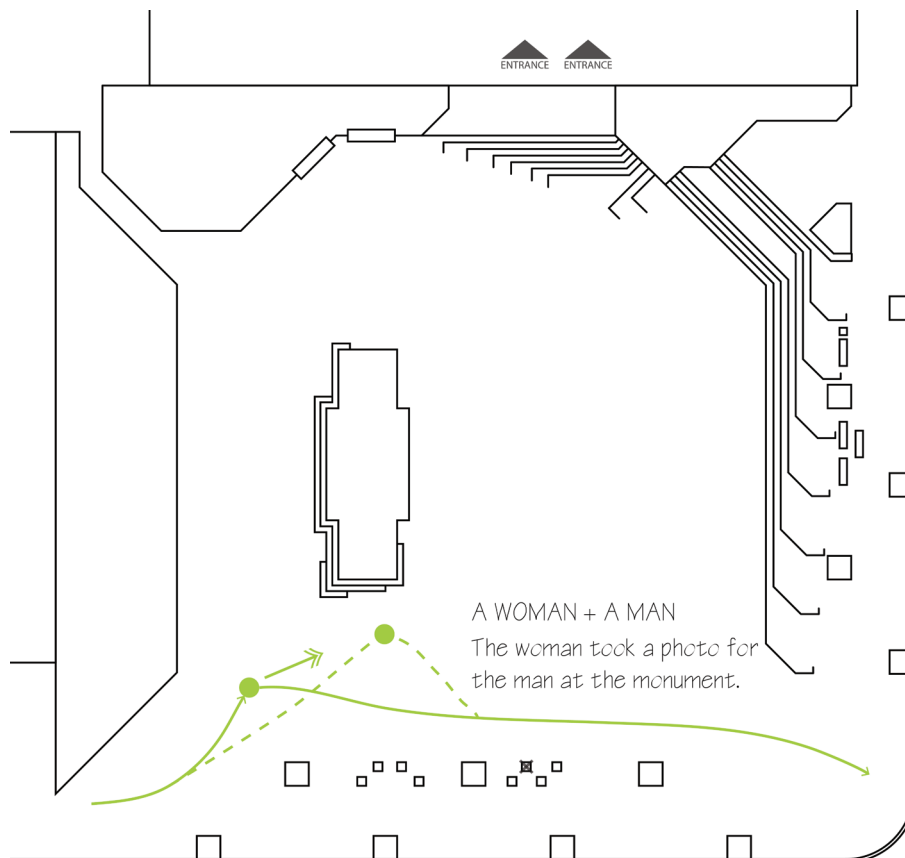 ENTRANCE ENTRANCE
A WOMAN + A MAN
The woman took a photo for
the man at the monument.